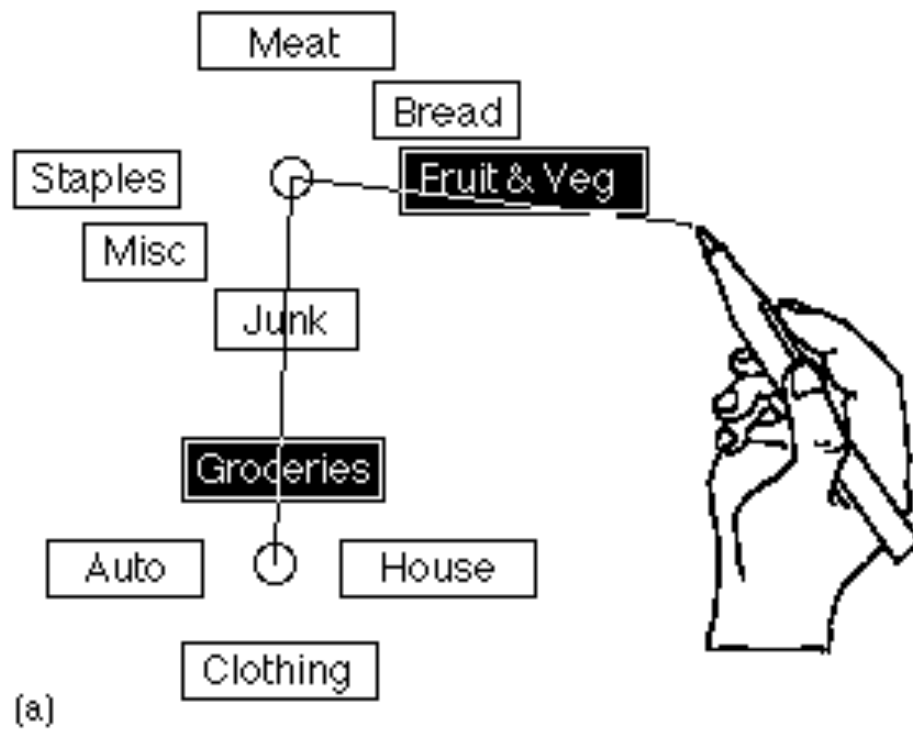 Meat
Bread
Staples
Fruit & Veg
Misc
Junk
Groceries
Auto
House
Clothing
(a)